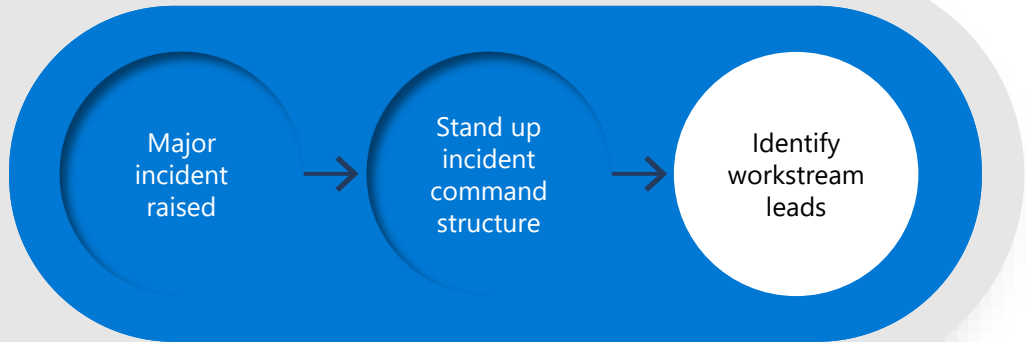 Major
incident
raised
Stand up
incident
command
structure
Identify
workstream
leads